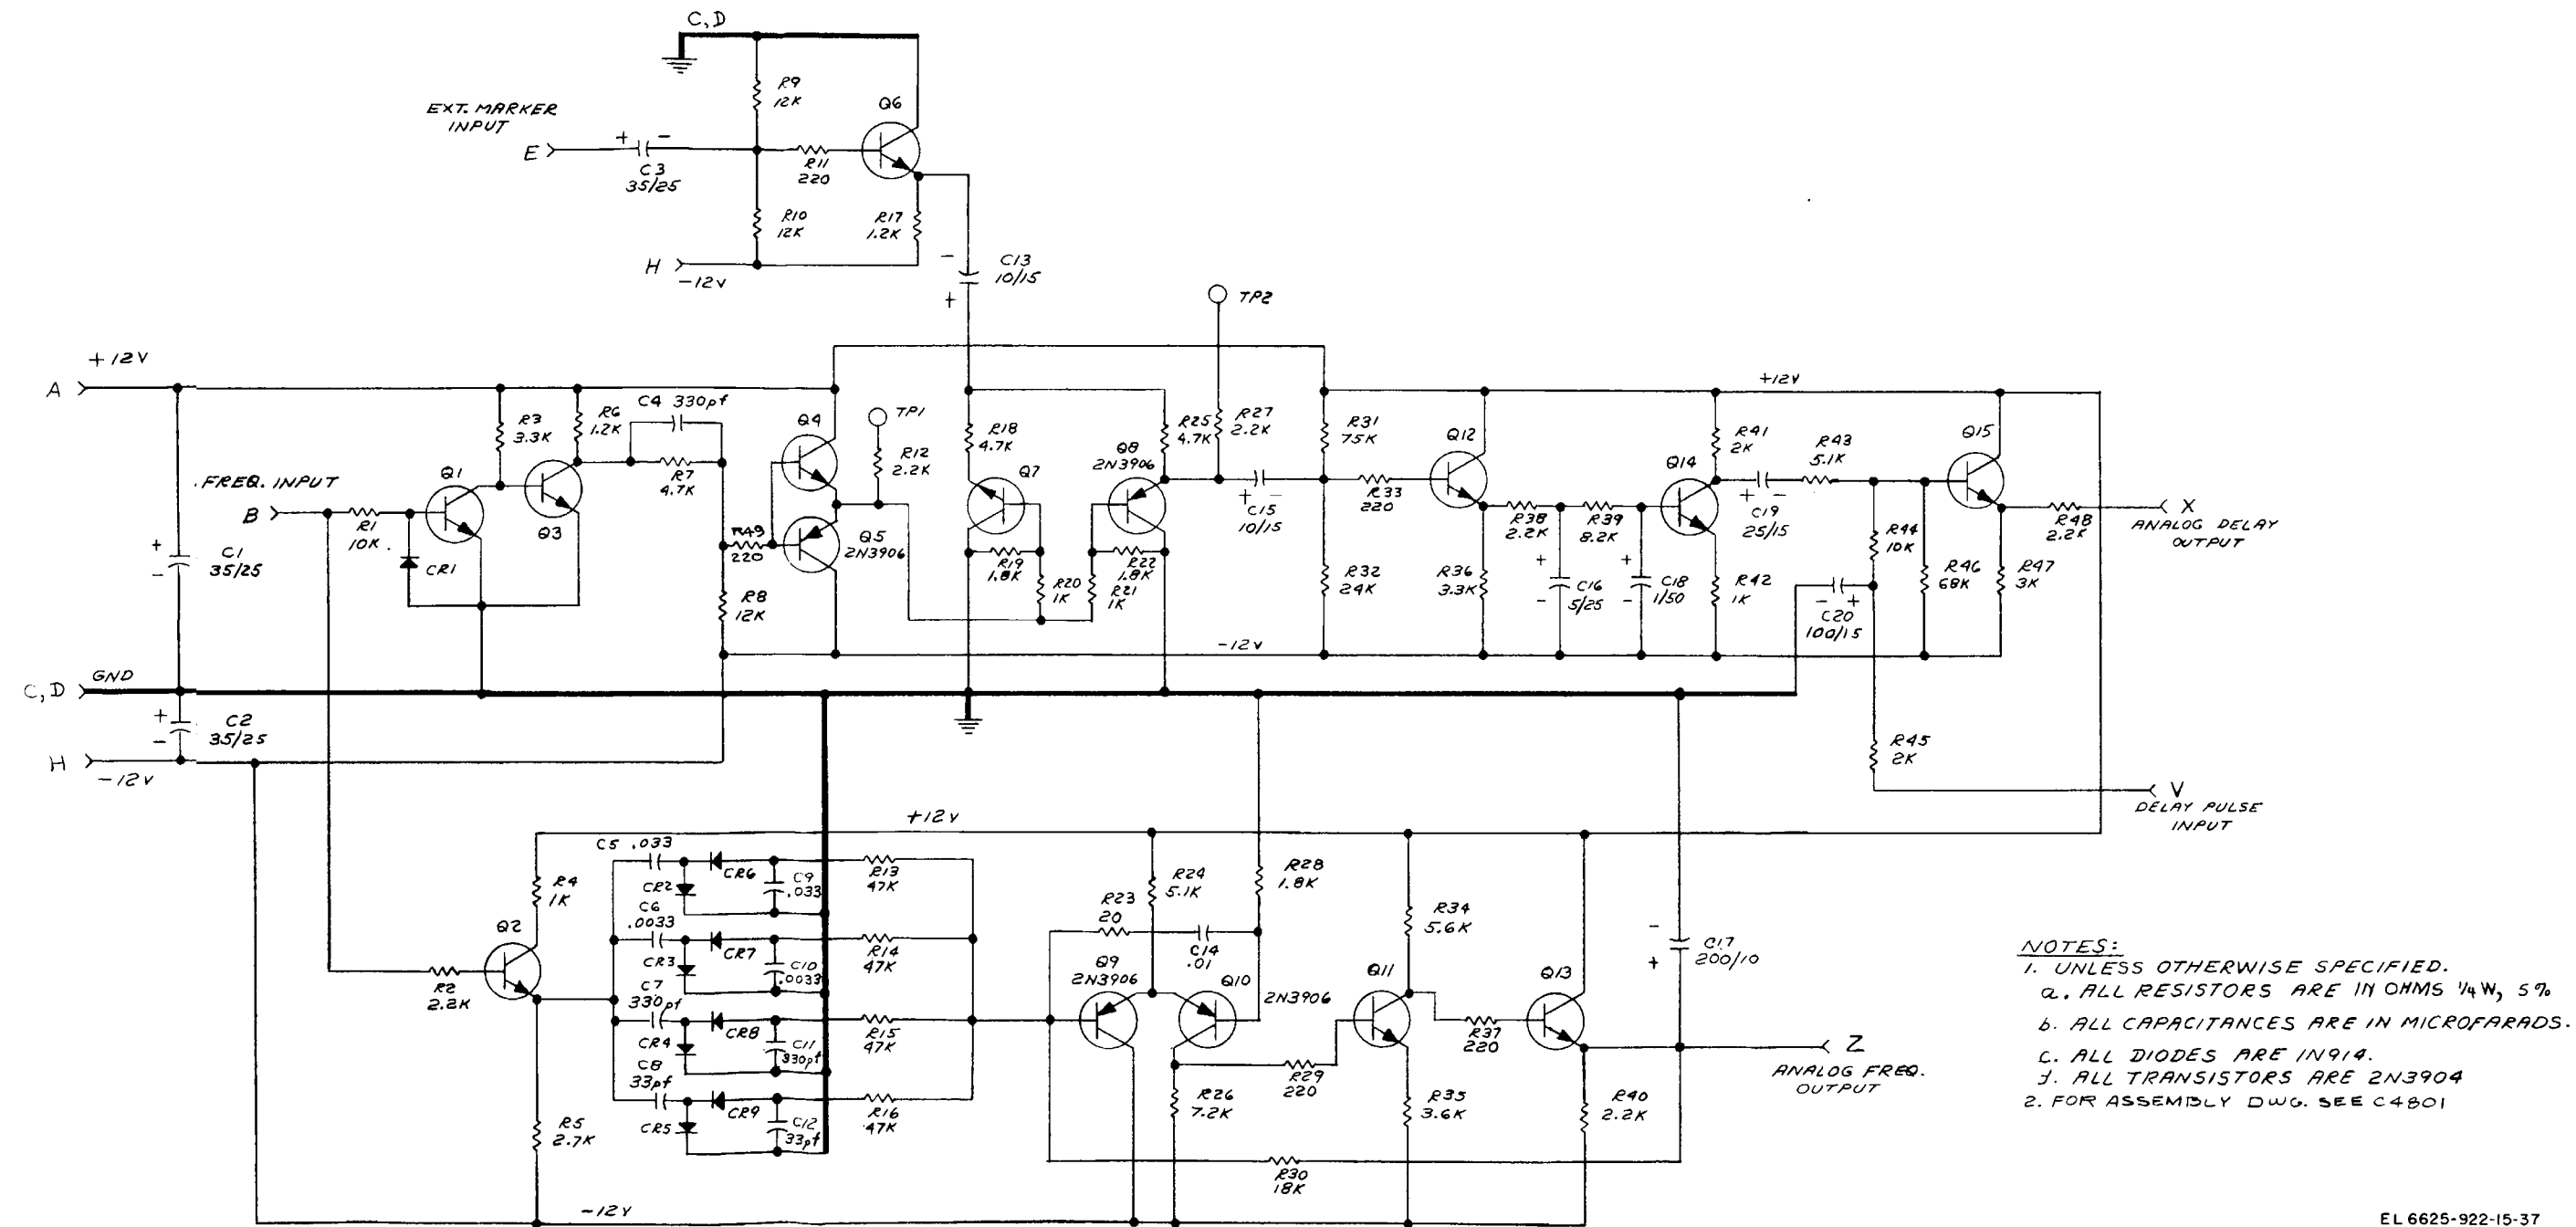 C, D
EXT. MARKER
INPUT
E
+ -
C3
35/25
R9
12K
R11
220
Q6
R10
12K
R17
1.2K
H
-12V
-
C13
10/15
+
TP2
+12V
A
FREQ. INPUT
B
R1
10K
CR1
Q1
R3
3.3K
R6
1.2K
C4 330pf
R7
4.7K
Q3
+
C1
35/25
-
R49
220
R8
12K
Q4
TP1
R12
2.2K
Q5
2N3906
R18
4.7K
Q7
R19
1.8K
R20
1K
Q8
2N3906
R25
4.7K
R27
2.2K
R22
1.8K
R21
1K
+ -
C15
10/15
R31
75K
R33
220
R32
24K
Q12
R36
3.3K
R38
2.2K
R39
8.2K
+
C16
5/25
-
+
C18
1/50
-
+12V
R41
2K
Q14
R42
1K
+ -
C19
25/15
R43
5.1K
Q15
R44
10K
R46
68K
R47
3K
R48
2.2K
X
ANALOG DELAY
OUTPUT
- +
C20
100/15
-12V
C, D
GND
+
C2
35/25
-
H
-12V
R45
2K
V
DELAY PULSE
INPUT
+12V
R4
1K
Q2
R2
2.2K
R5
2.7K
C5 .033
CR2
CR6
C9
.033
R13
47K
C6
.0033
CR3
CR7
C10
.0033
R14
47K
C7
330pf
CR4
CR8
C11
330pf
R15
47K
C8
33pf
CR5
CR9
C12
33pf
R16
47K
R23
20
R24
5.1K
C14
.01
R28
1.8K
Q9
2N3906
Q10
2N3906
R26
7.2K
R29
220
Q11
R34
5.6K
R35
3.6K
R37
220
Q13
R40
2.2K
R30
18K
-
C17
200/10
+
Z
ANALOG FREQ.
OUTPUT
-12V
NOTES:
1. UNLESS OTHERWISE SPECIFIED.
a. ALL RESISTORS ARE IN OHMS 1/4 W, 5%
b. ALL CAPACITANCES ARE IN MICROFARADS.
c. ALL DIODES ARE IN914.
d. ALL TRANSISTORS ARE 2N3904
2. FOR ASSEMBLY DWG. SEE C4801
EL 6625-922-15-37